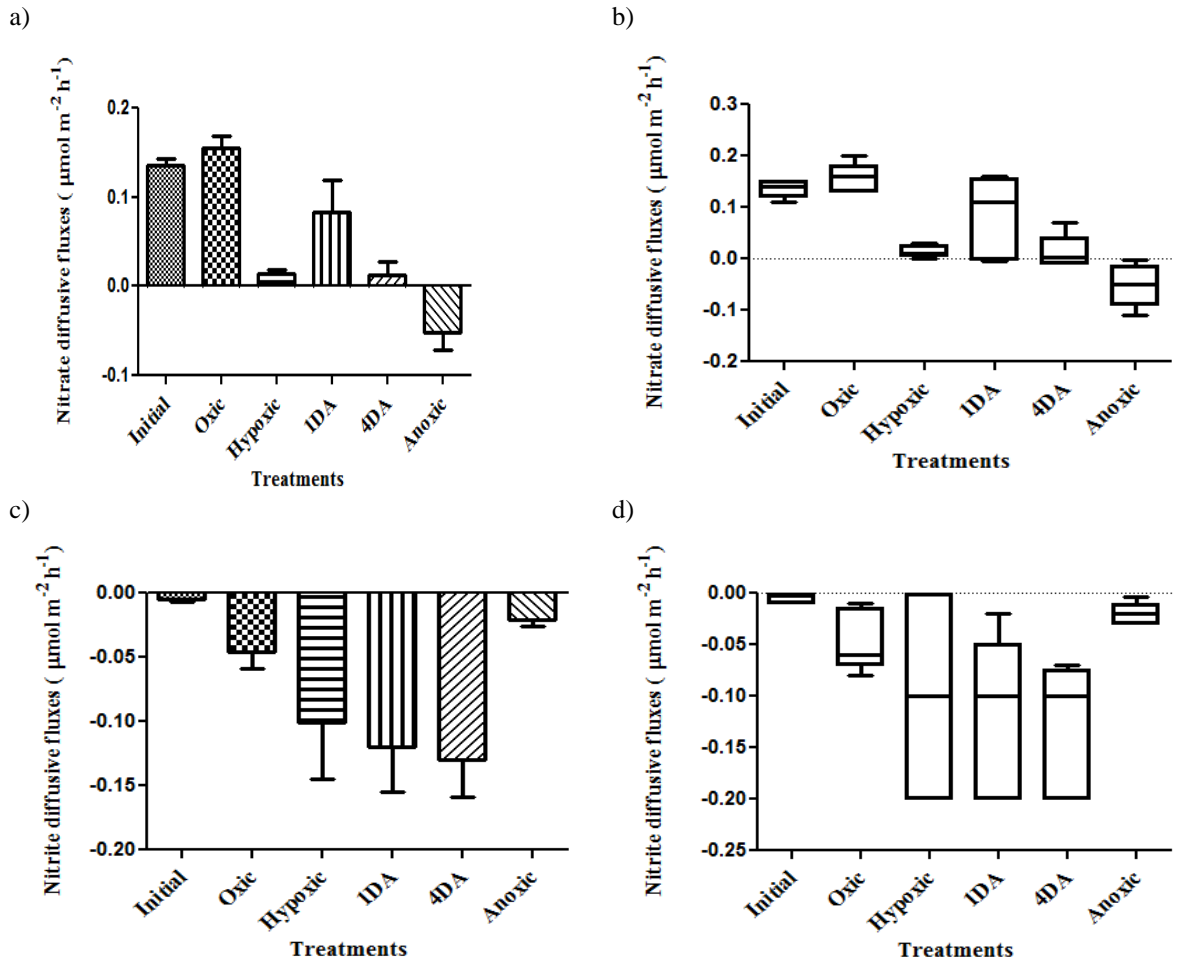 a)
Nitrate diffusive fluxes ( µmol m⁻² h⁻¹)
0.2
0.1
0.0
-0.1
Initial
Oxic
Hypoxic
1DA
4DA
Anoxic
Treatments
b)
Nitrate diffusive fluxes ( µmol m⁻² h⁻¹)
0.3
0.2
0.1
0.0
-0.1
-0.2
Initial
Oxic
Hypoxic
1DA
4DA
Anoxic
Treatments
c)
Nitrite diffusive fluxes ( µmol m⁻² h⁻¹)
0.00
-0.05
-0.10
-0.15
-0.20
Initial
Oxic
Hypoxic
1DA
4DA
Anoxic
Treatments
d)
Nitrite diffusive fluxes ( µmol m⁻² h⁻¹)
0.00
-0.05
-0.10
-0.15
-0.20
-0.25
Initial
Oxic
Hypoxic
1DA
4DA
Anoxic
Treatments